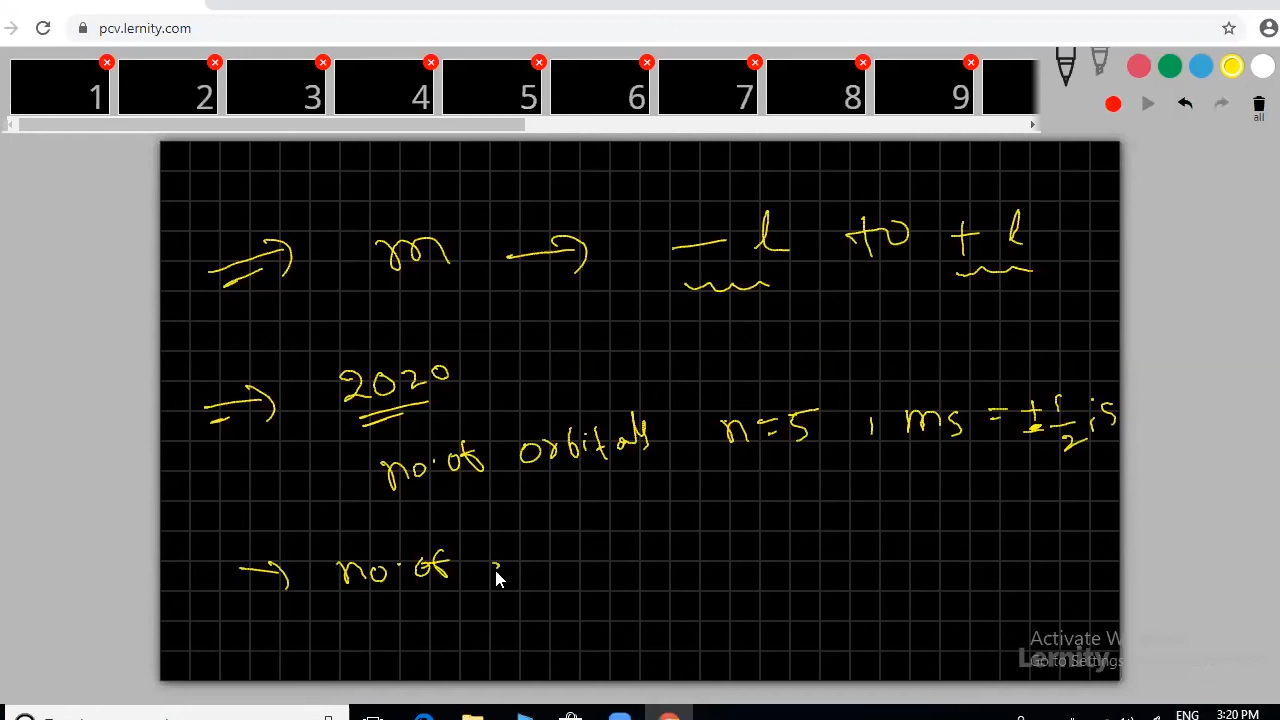 pcv.lernity.com
1 2 3 4 5 6 7 8 9
all
m → - l to + l
2020
no. of orbitals n = 5 , ms = ± 1/2 is
no. of
Activate W
Lernity
Go to Settings
ENG
3:20 PM